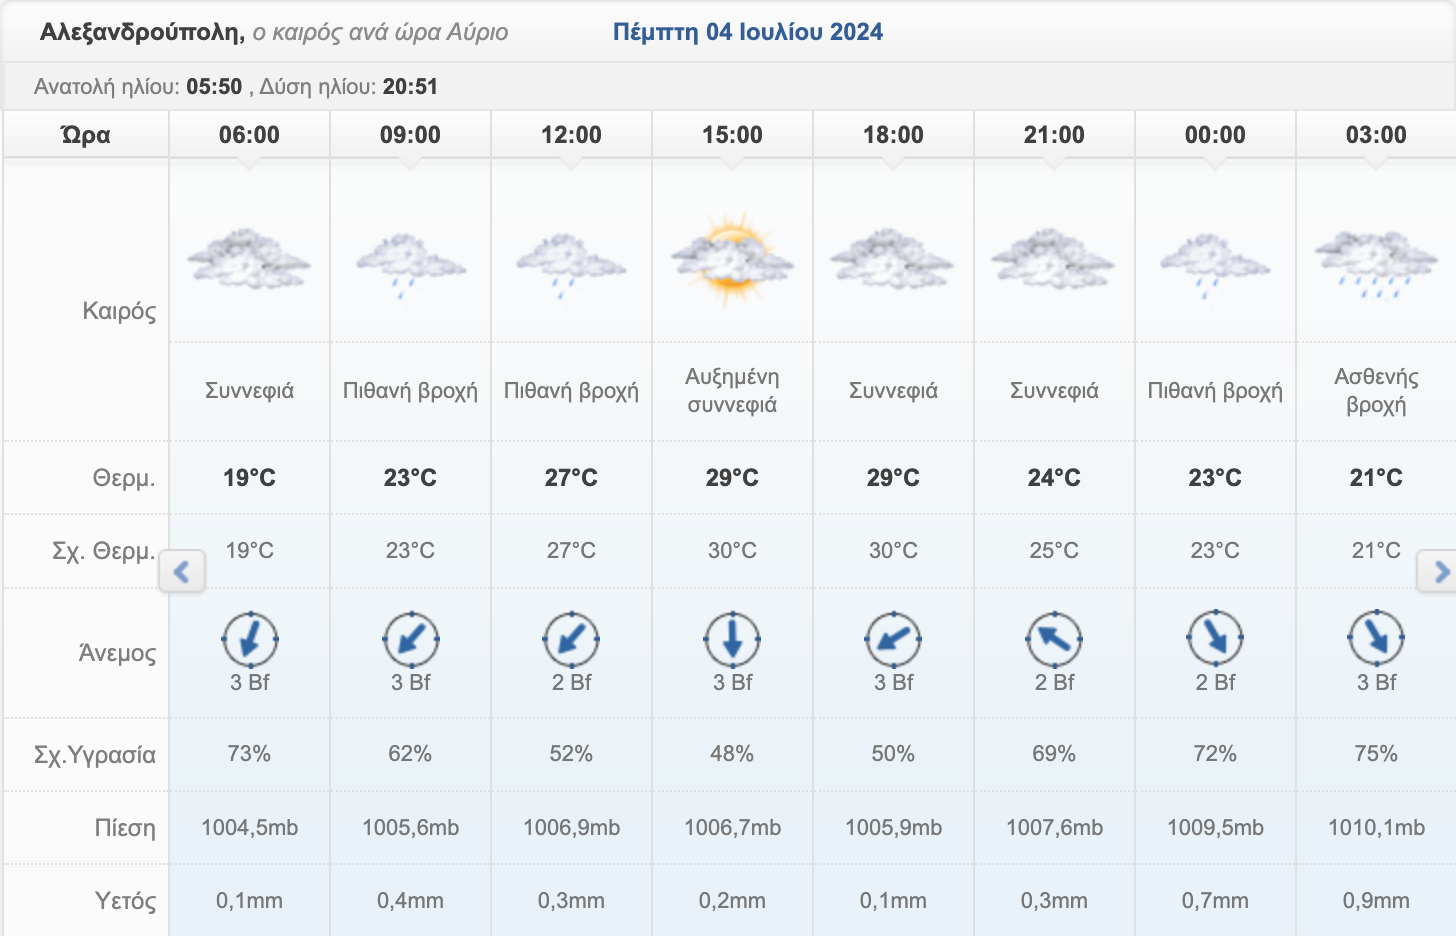 Αλεξανδρούπολη, ο καιρός ανά ώρα Αύριο Πέμπτη 04 Ιουλίου 2024
Ανατολή ηλίου: 05:50 , Δύση ηλίου: 20:51
Ώρα 06:00 09:00 12:00 15:00 18:00 21:00 00:00 03:00
Καιρός
Συννεφιά Πιθανή βροχή Πιθανή βροχή Αυξημένη συννεφιά Συννεφιά Συννεφιά Πιθανή βροχή Ασθενής βροχή
Θερμ. 19°C 23°C 27°C 29°C 29°C 24°C 23°C 21°C
Σχ. Θερμ. 19°C 23°C 27°C 30°C 30°C 25°C 23°C 21°C
Άνεμος 3 Bf 3 Bf 2 Bf 3 Bf 3 Bf 2 Bf 2 Bf 3 Bf
Σχ.Υγρασία 73% 62% 52% 48% 50% 69% 72% 75%
Πίεση 1004,5mb 1005,6mb 1006,9mb 1006,7mb 1005,9mb 1007,6mb 1009,5mb 1010,1mb
Υετός 0,1mm 0,4mm 0,3mm 0,2mm 0,1mm 0,3mm 0,7mm 0,9mm